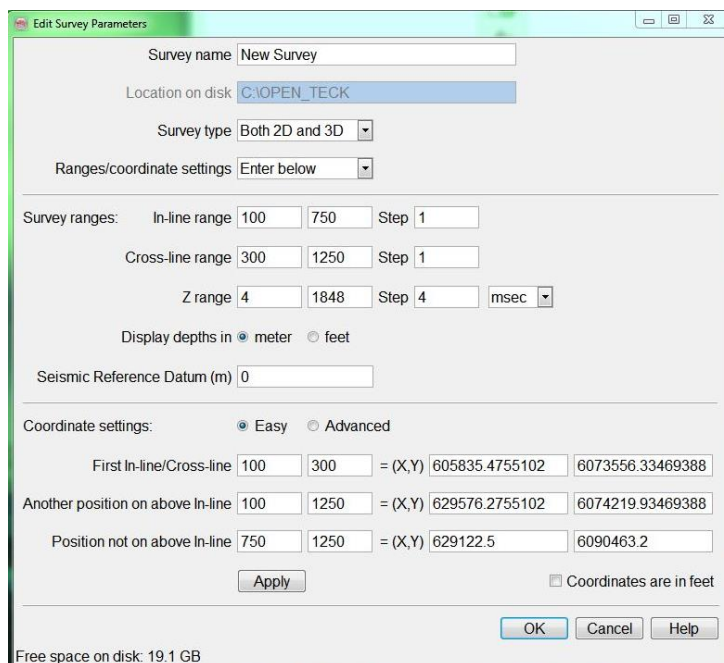 Edit Survey Parameters
Survey name New Survey
Location on disk C:\OPEN_TECK
Survey type Both 2D and 3D
Ranges/coordinate settings Enter below
Survey ranges: In-line range 100 750 Step 1
Cross-line range 300 1250 Step 1
Z range 4 1848 Step 4 msec
Display depths in meter feet
Seismic Reference Datum (m) 0
Coordinate settings: Easy Advanced
First In-line/Cross-line 100 300 = (X,Y) 605835.4755102 6073556.33469388
Another position on above In-line 100 1250 = (X,Y) 629576.2755102 6074219.93469388
Position not on above In-line 750 1250 = (X,Y) 629122.5 6090463.2
Apply Coordinates are in feet
OK Cancel Help
Free space on disk: 19.1 GB